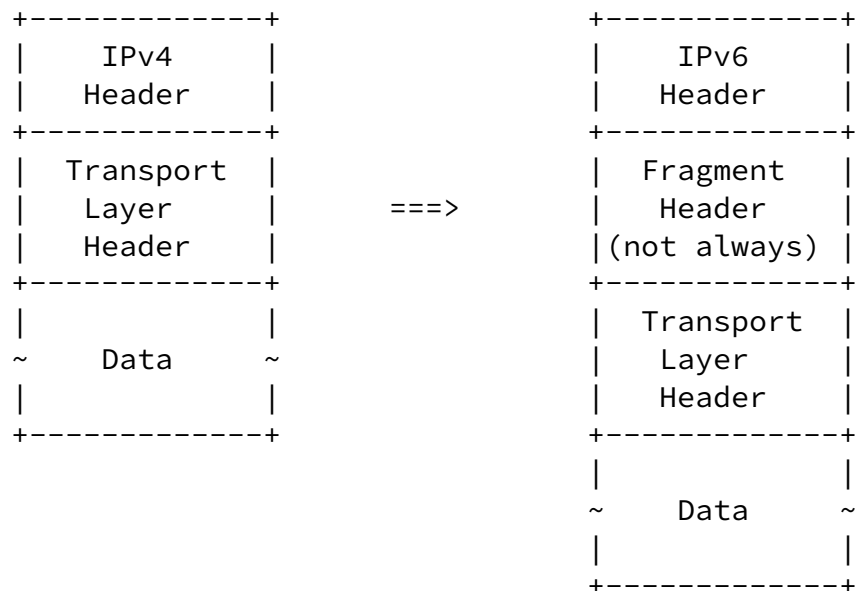 +-------------+                 +-------------+
|    IPv4     |                 |    IPv6     |
|   Header    |                 |   Header    |
+-------------+                 +-------------+
|  Transport  |                 |  Fragment   |
|   Layer     |      ===>       |   Header    |
|   Header    |                 |(not always) |
+-------------+                 +-------------+
|             |                 |  Transport  |
~    Data     ~                 |   Layer     |
|             |                 |   Header    |
+-------------+                 +-------------+
                                |             |
                                ~    Data     ~
                                |             |
                                +-------------+